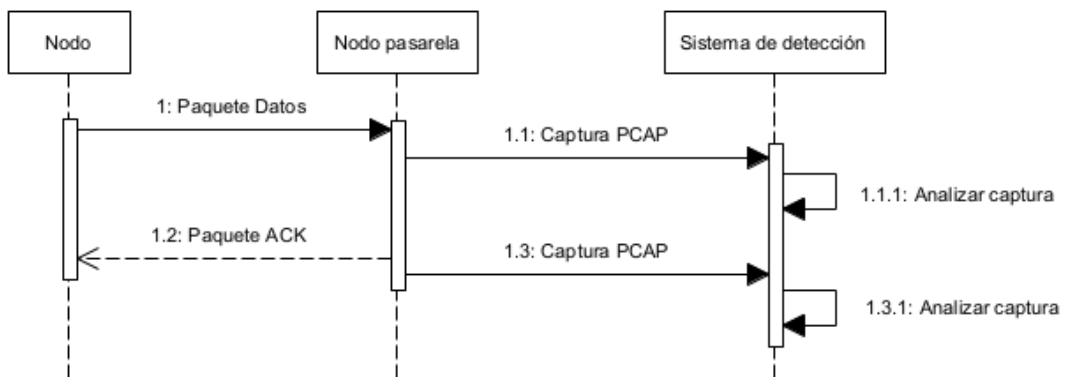 Nodo
Nodo pasarela
Sistema de detección
1: Paquete Datos
1.1: Captura PCAP
1.1.1: Analizar captura
1.2: Paquete ACK
1.3: Captura PCAP
1.3.1: Analizar captura